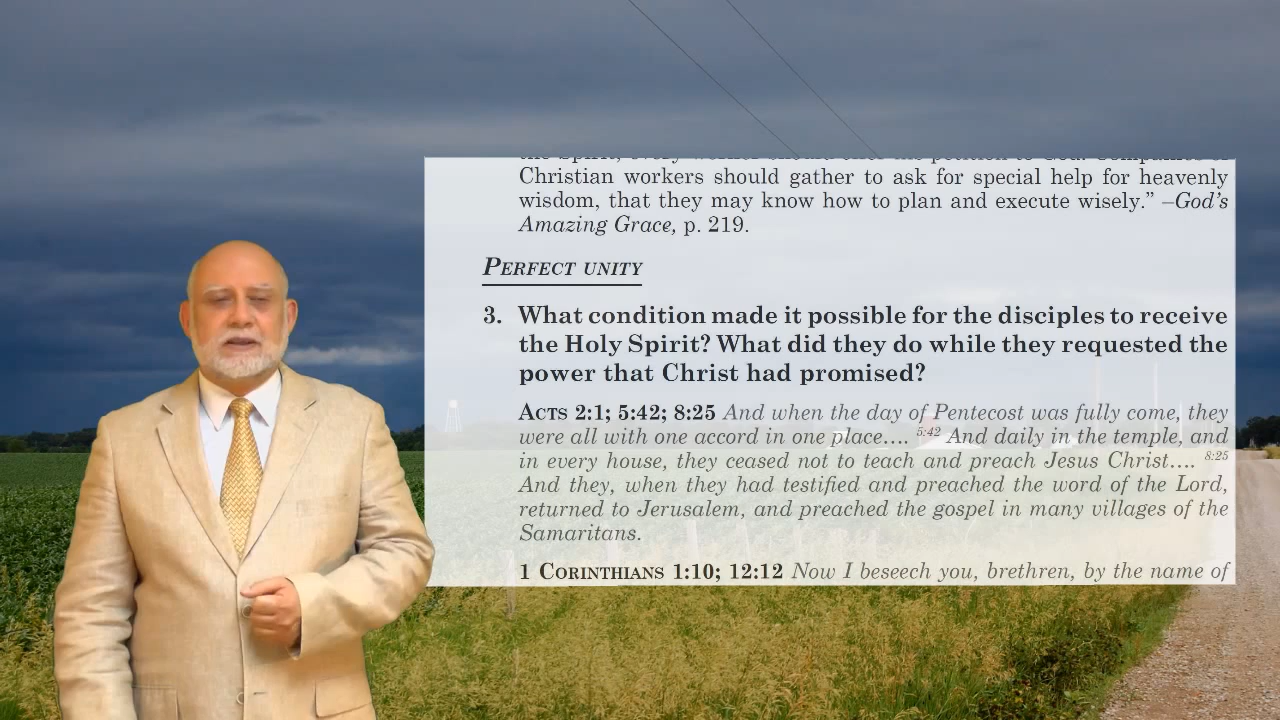 Christian workers should gather to ask for special help for heavenly
wisdom, that they may know how to plan and execute wisely.” –God’s
Amazing Grace, p. 219.
PERFECT UNITY
3. What condition made it possible for the disciples to receive
the Holy Spirit? What did they do while they requested the
power that Christ had promised?
ACTS 2:1; 5:42; 8:25 And when the day of Pentecost was fully come, they
were all with one accord in one place…. 5:42 And daily in the temple, and
in every house, they ceased not to teach and preach Jesus Christ…. 8:25
And they, when they had testified and preached the word of the Lord,
returned to Jerusalem, and preached the gospel in many villages of the
Samaritans.
1 CORINTHIANS 1:10; 12:12 Now I beseech you, brethren, by the name of